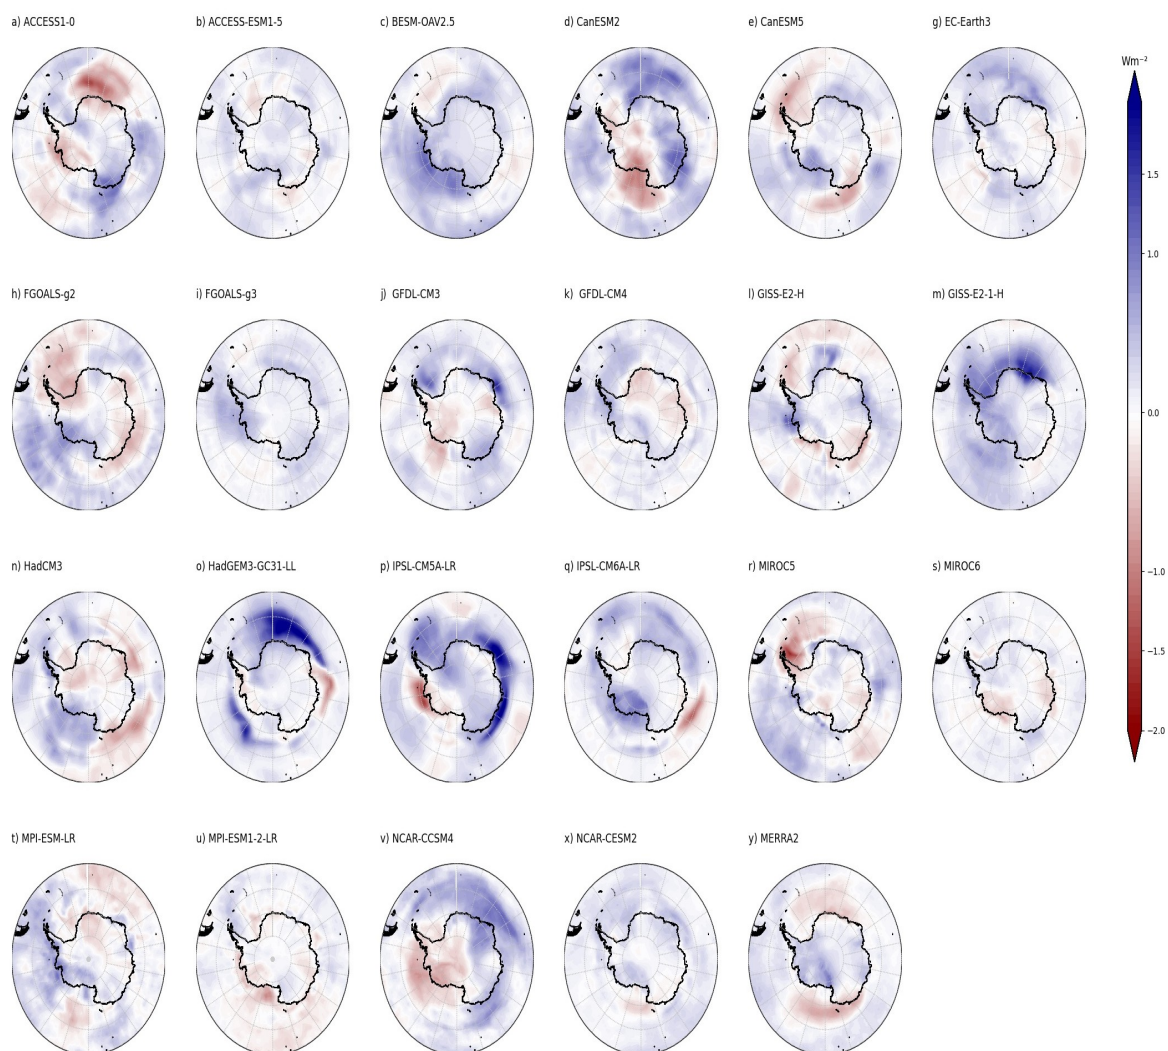 a) ACCESS1-0
b) ACCESS-ESM1-5
c) BESM-OAV2.5
d) CanESM2
e) CanESM5
g) EC-Earth3
Wm⁻²
1.5
1.0
0.0
−1.0
−1.5
−2.0
h) FGOALS-g2
i) FGOALS-g3
j) GFDL-CM3
k) GFDL-CM4
l) GISS-E2-H
m) GISS-E2-1-H
n) HadCM3
o) HadGEM3-GC31-LL
p) IPSL-CM5A-LR
q) IPSL-CM6A-LR
r) MIROC5
s) MIROC6
t) MPI-ESM-LR
u) MPI-ESM1-2-LR
v) NCAR-CCSM4
x) NCAR-CESM2
y) MERRA2